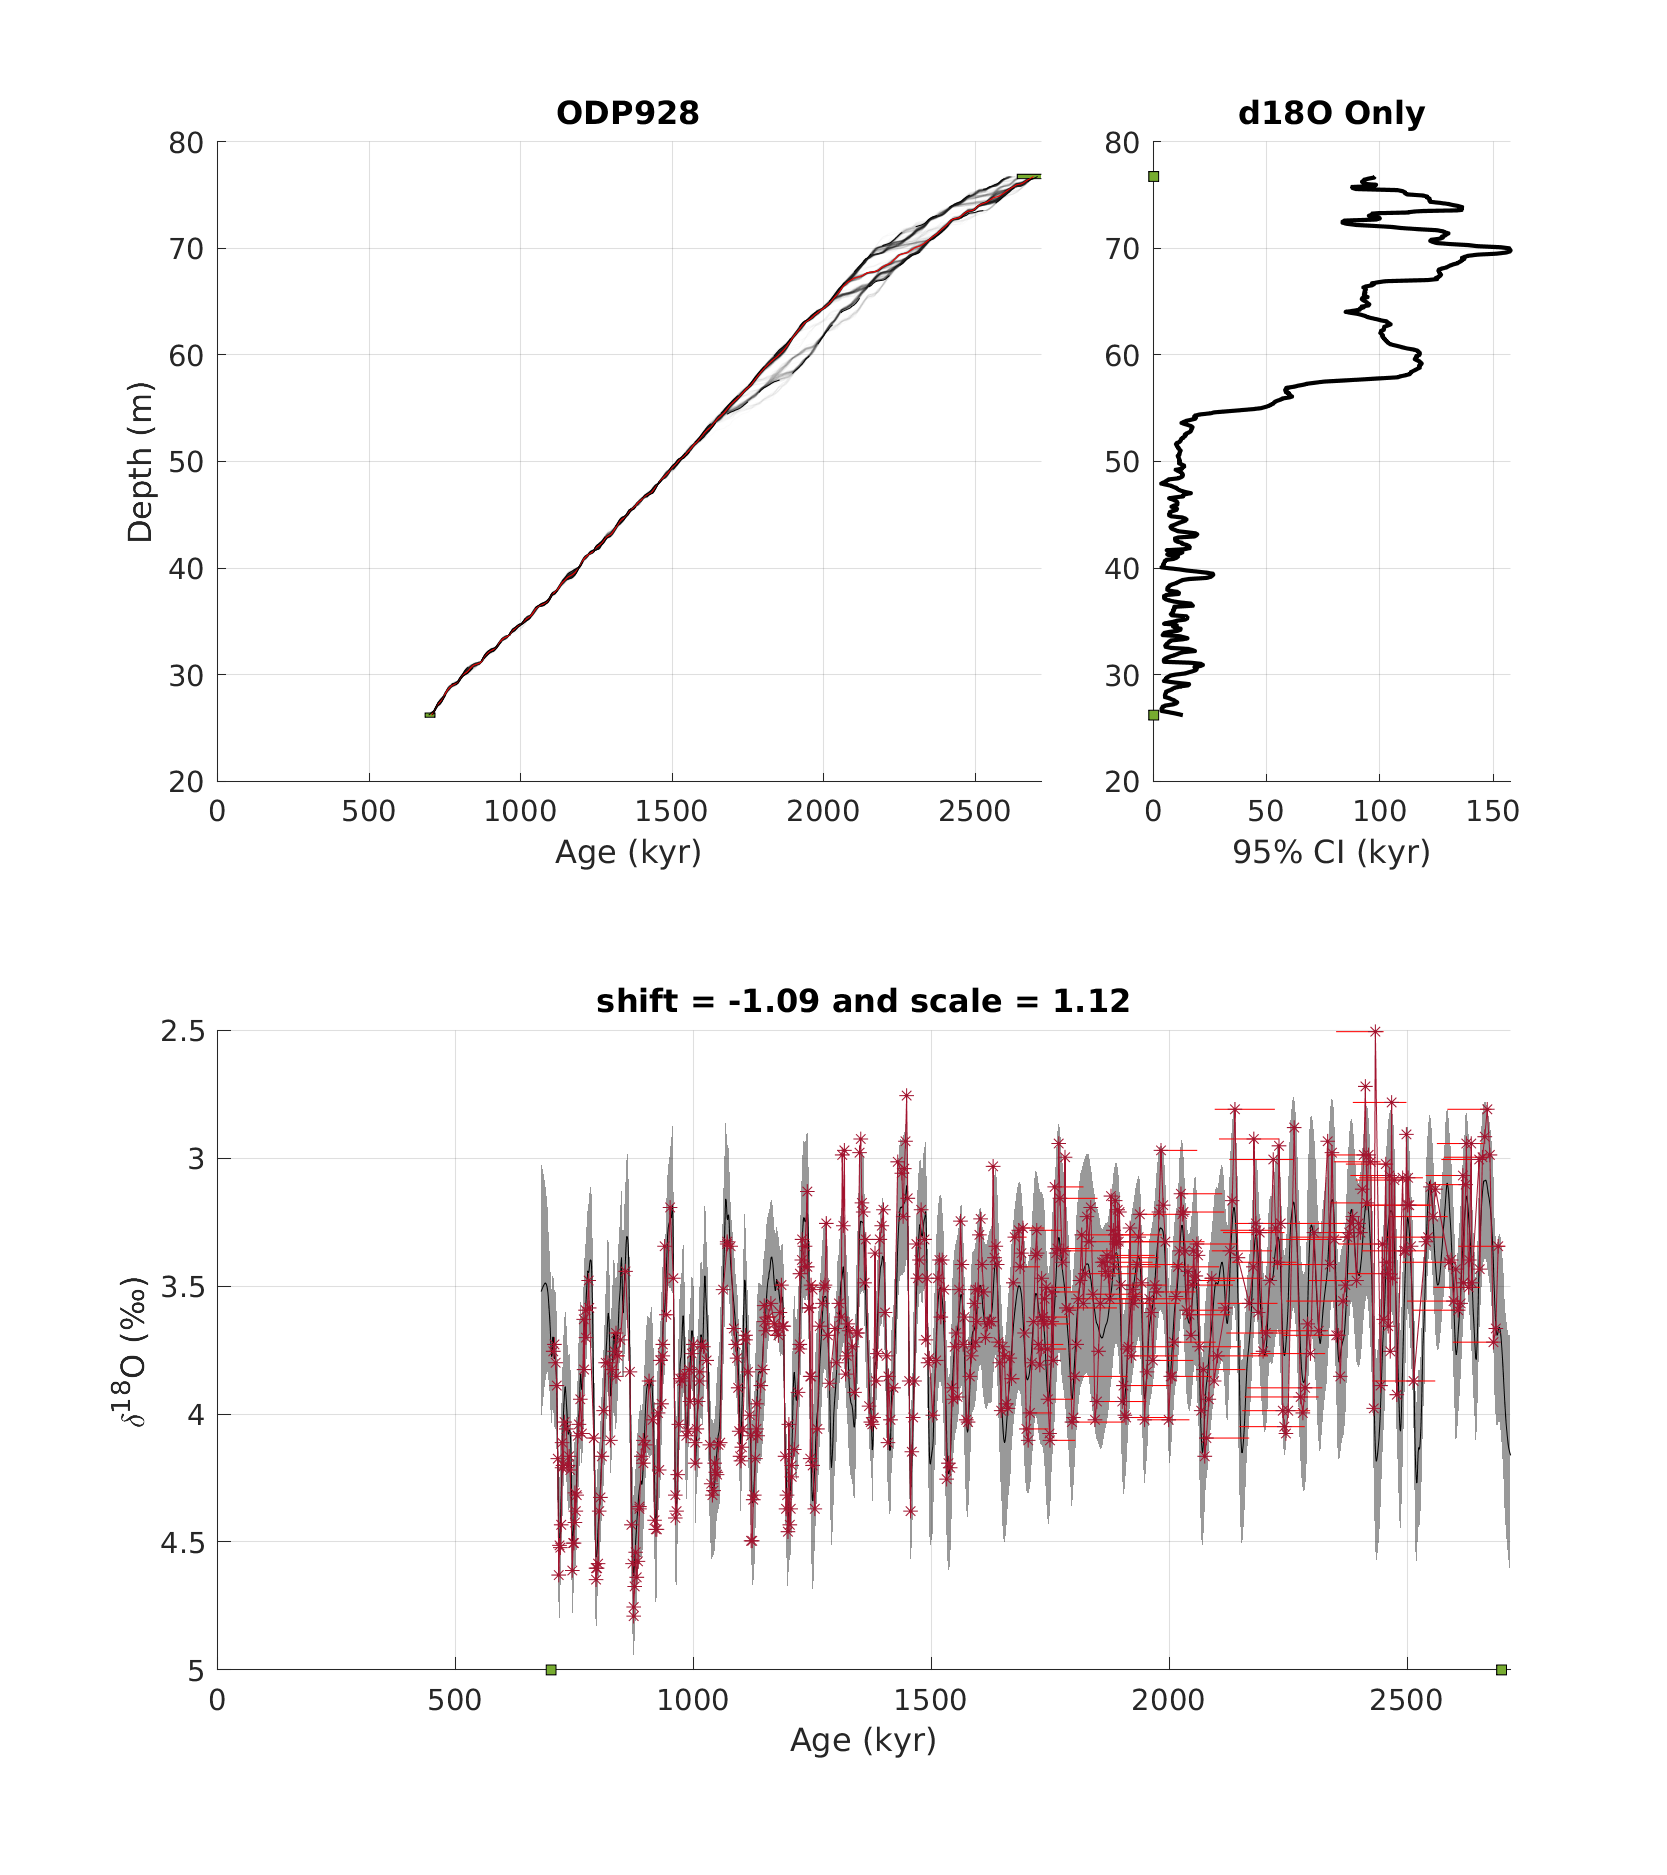 ODP928
d18O Only
80
70
60
50
40
30
20
Depth (m)
0 500 1000 1500 2000 2500
Age (kyr)
80
70
60
50
40
30
20
0 50 100 150
95% CI (kyr)
shift = -1.09 and scale = 1.12
2.5
3
3.5
4
4.5
5
δ18O (‰)
0 500 1000 1500 2000 2500
Age (kyr)